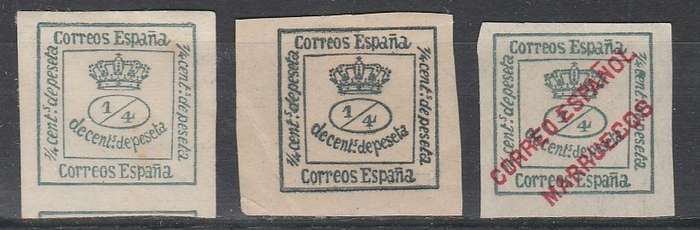 Correos España
¼ cent.s de peseta
1/4
de cent.s de peseta
¼ cent.s de peseta
Correos España
Correos España
¼ cent.s de peseta
1/4
de cent.s de peseta
¼ cent.s de peseta
Correos España
Correos España
¼ cent.s de peseta
1/4
de cent.s de peseta
¼ cent.s de peseta
Correos España
CORREO ESPAÑOL
MARRUECOS